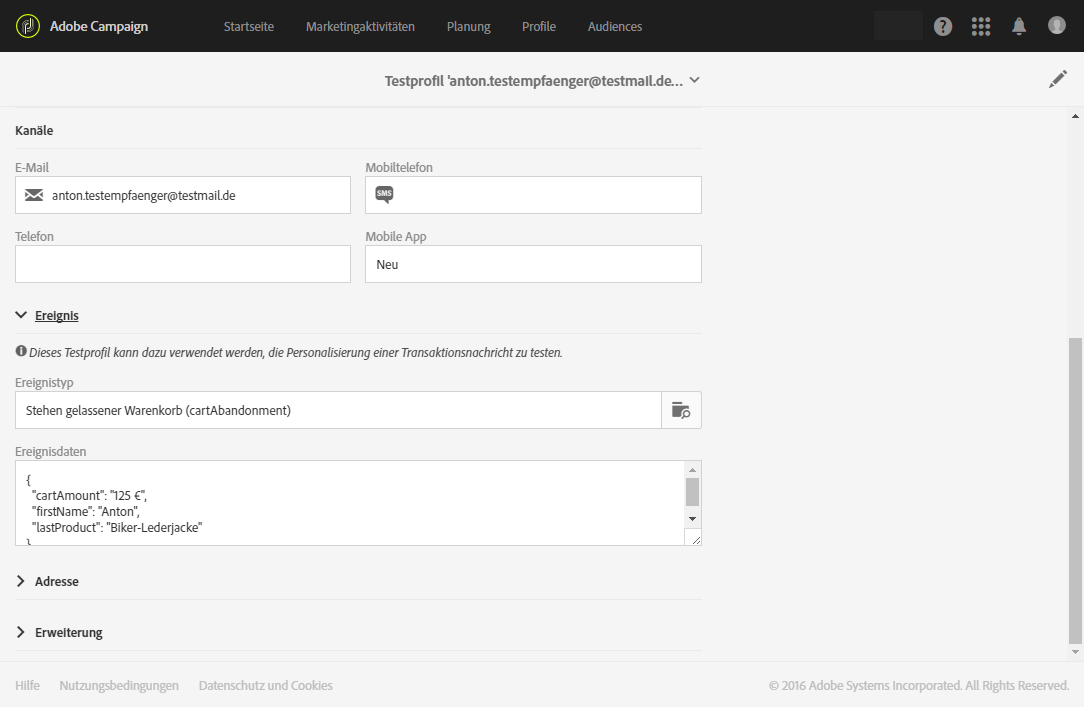 Adobe Campaign Startseite Marketingaktivitäten Planung Profile Audiences
Testprofil 'anton.testempfaenger@testmail.de...
Kanäle
E-Mail Mobiltelefon
anton.testempfaenger@testmail.de SMS
Telefon Mobile App
Neu
Ereignis
Dieses Testprofil kann dazu verwendet werden, die Personalisierung einer Transaktionsnachricht zu testen.
Ereignistyp
Stehen gelassener Warenkorb (cartAbandonment)
Ereignisdaten
{
"cartAmount": "125 €",
"firstName": "Anton",
"lastProduct": "Biker-Lederjacke"
}
Adresse
Erweiterung
Hilfe Nutzungsbedingungen Datenschutz und Cookies © 2016 Adobe Systems Incorporated. All Rights Reserved.